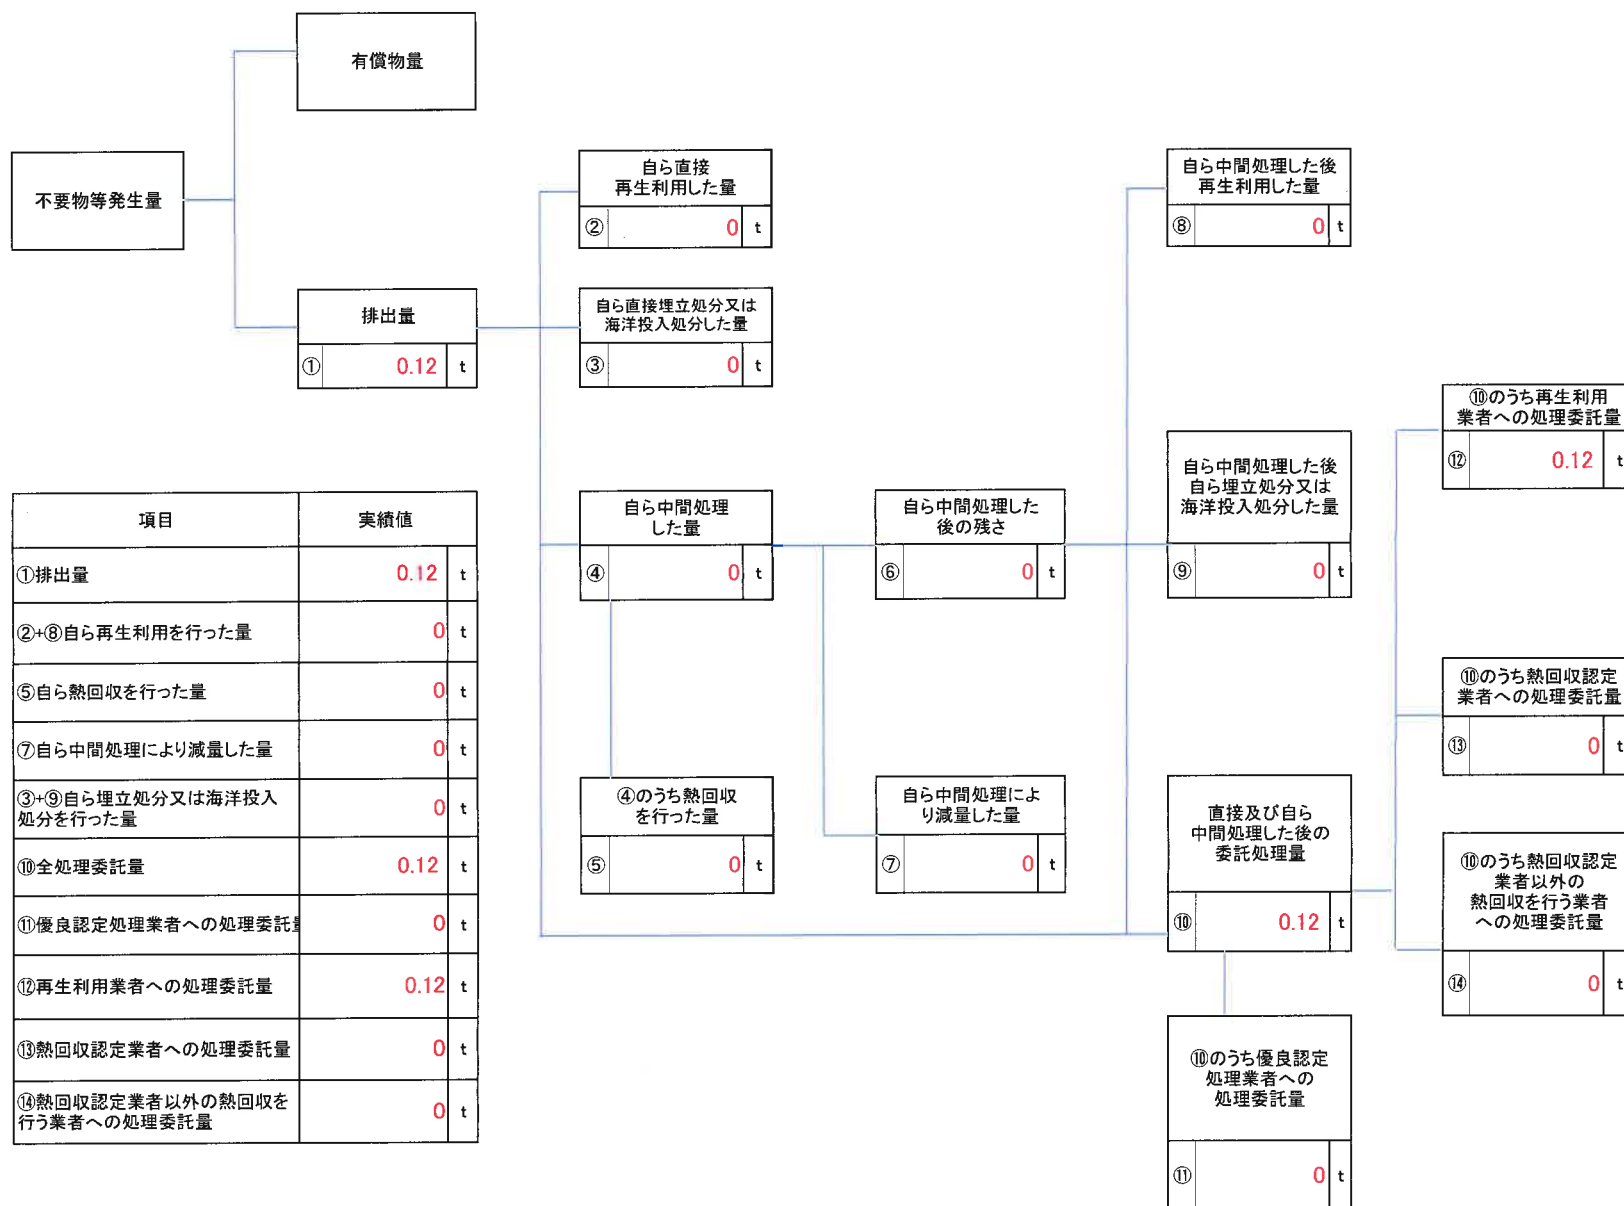 有償物量
不要物等発生量
排出量
① 0.12 t
自ら直接
再生利用した量
② 0 t
自ら直接埋立処分又は
海洋投入処分した量
③ 0 t
自ら中間処理
した量
④ 0 t
④のうち熱回収
を行った量
⑤ 0 t
自ら中間処理した
後の残さ
⑥ 0 t
自ら中間処理によ
り減量した量
⑦ 0 t
自ら中間処理した後
再生利用した量
⑧ 0 t
自ら中間処理した後
自ら埋立処分又は
海洋投入処分した量
⑨ 0 t
直接及び自ら
中間処理した後の
委託処理量
⑩ 0.12 t
⑩のうち優良認定
処理業者への
処理委託量
⑪ 0 t
⑩のうち再生利用
業者への処理委託量
⑫ 0.12 t
⑩のうち熱回収認定
業者への処理委託量
⑬ 0 t
⑩のうち熱回収認定
業者以外の
熱回収を行う業者
への処理委託量
⑭ 0 t
項目 実績値
①排出量 0.12 t
②+⑧自ら再生利用を行った量 0 t
⑤自ら熱回収を行った量 0 t
⑦自ら中間処理により減量した量 0 t
③+⑨自ら埋立処分又は海洋投入
処分を行った量 0 t
⑩全処理委託量 0.12 t
⑪優良認定処理業者への処理委託量 0 t
⑫再生利用業者への処理委託量 0.12 t
⑬熱回収認定業者への処理委託量 0 t
⑭熱回収認定業者以外の熱回収を
行う業者への処理委託量 0 t